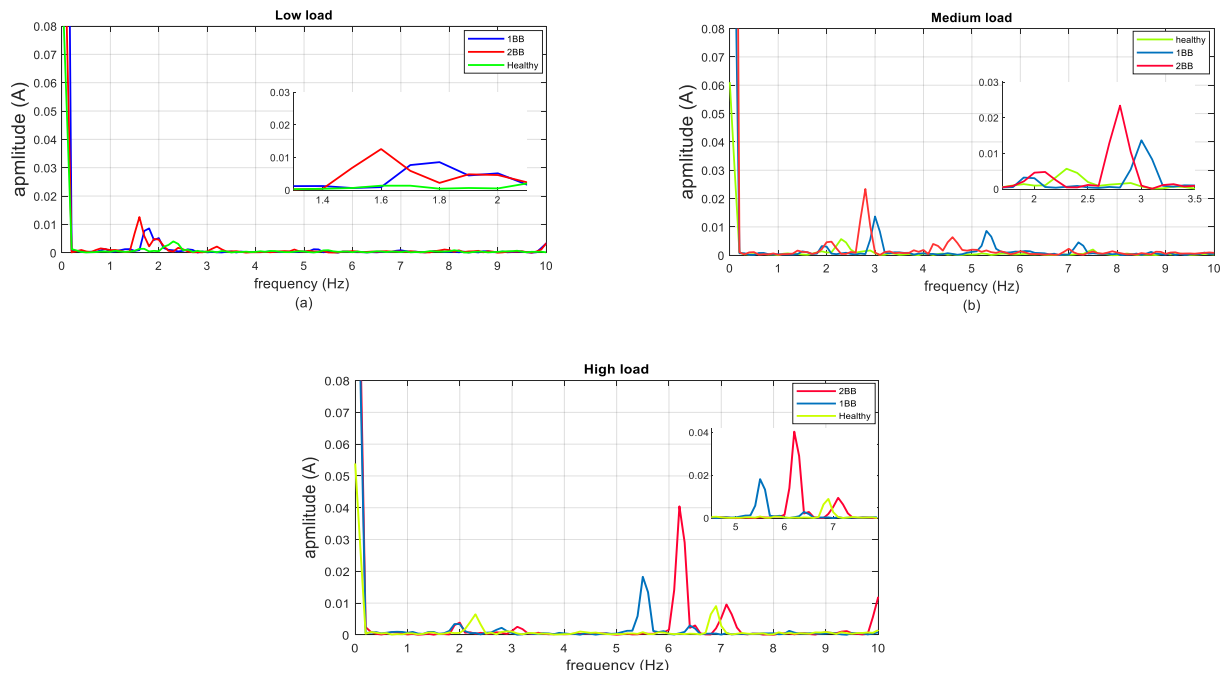 Low load
0.08
0.07
0.06
0.05
0.04
0.03
0.02
0.01
0
apmlitude (A)
1BB
2BB
Healthy
0.03
0.02
0.01
0
1.4 1.6 1.8 2
0 1 2 3 4 5 6 7 8 9 10
frequency (Hz)
(a)
Medium load
0.08
0.07
0.06
0.05
0.04
0.03
0.02
0.01
0
apmlitude (A)
healthy
1BB
2BB
0.03
0.02
0.01
0
2 2.5 3 3.5
0 1 2 3 4 5 6 7 8 9 10
frequency (Hz)
(b)
High load
0.08
0.07
0.06
0.05
0.04
0.03
0.02
0.01
0
apmlitude (A)
2BB
1BB
Healthy
0.04
0.02
0
5 6 7
0 1 2 3 4 5 6 7 8 9 10
frequency (Hz)